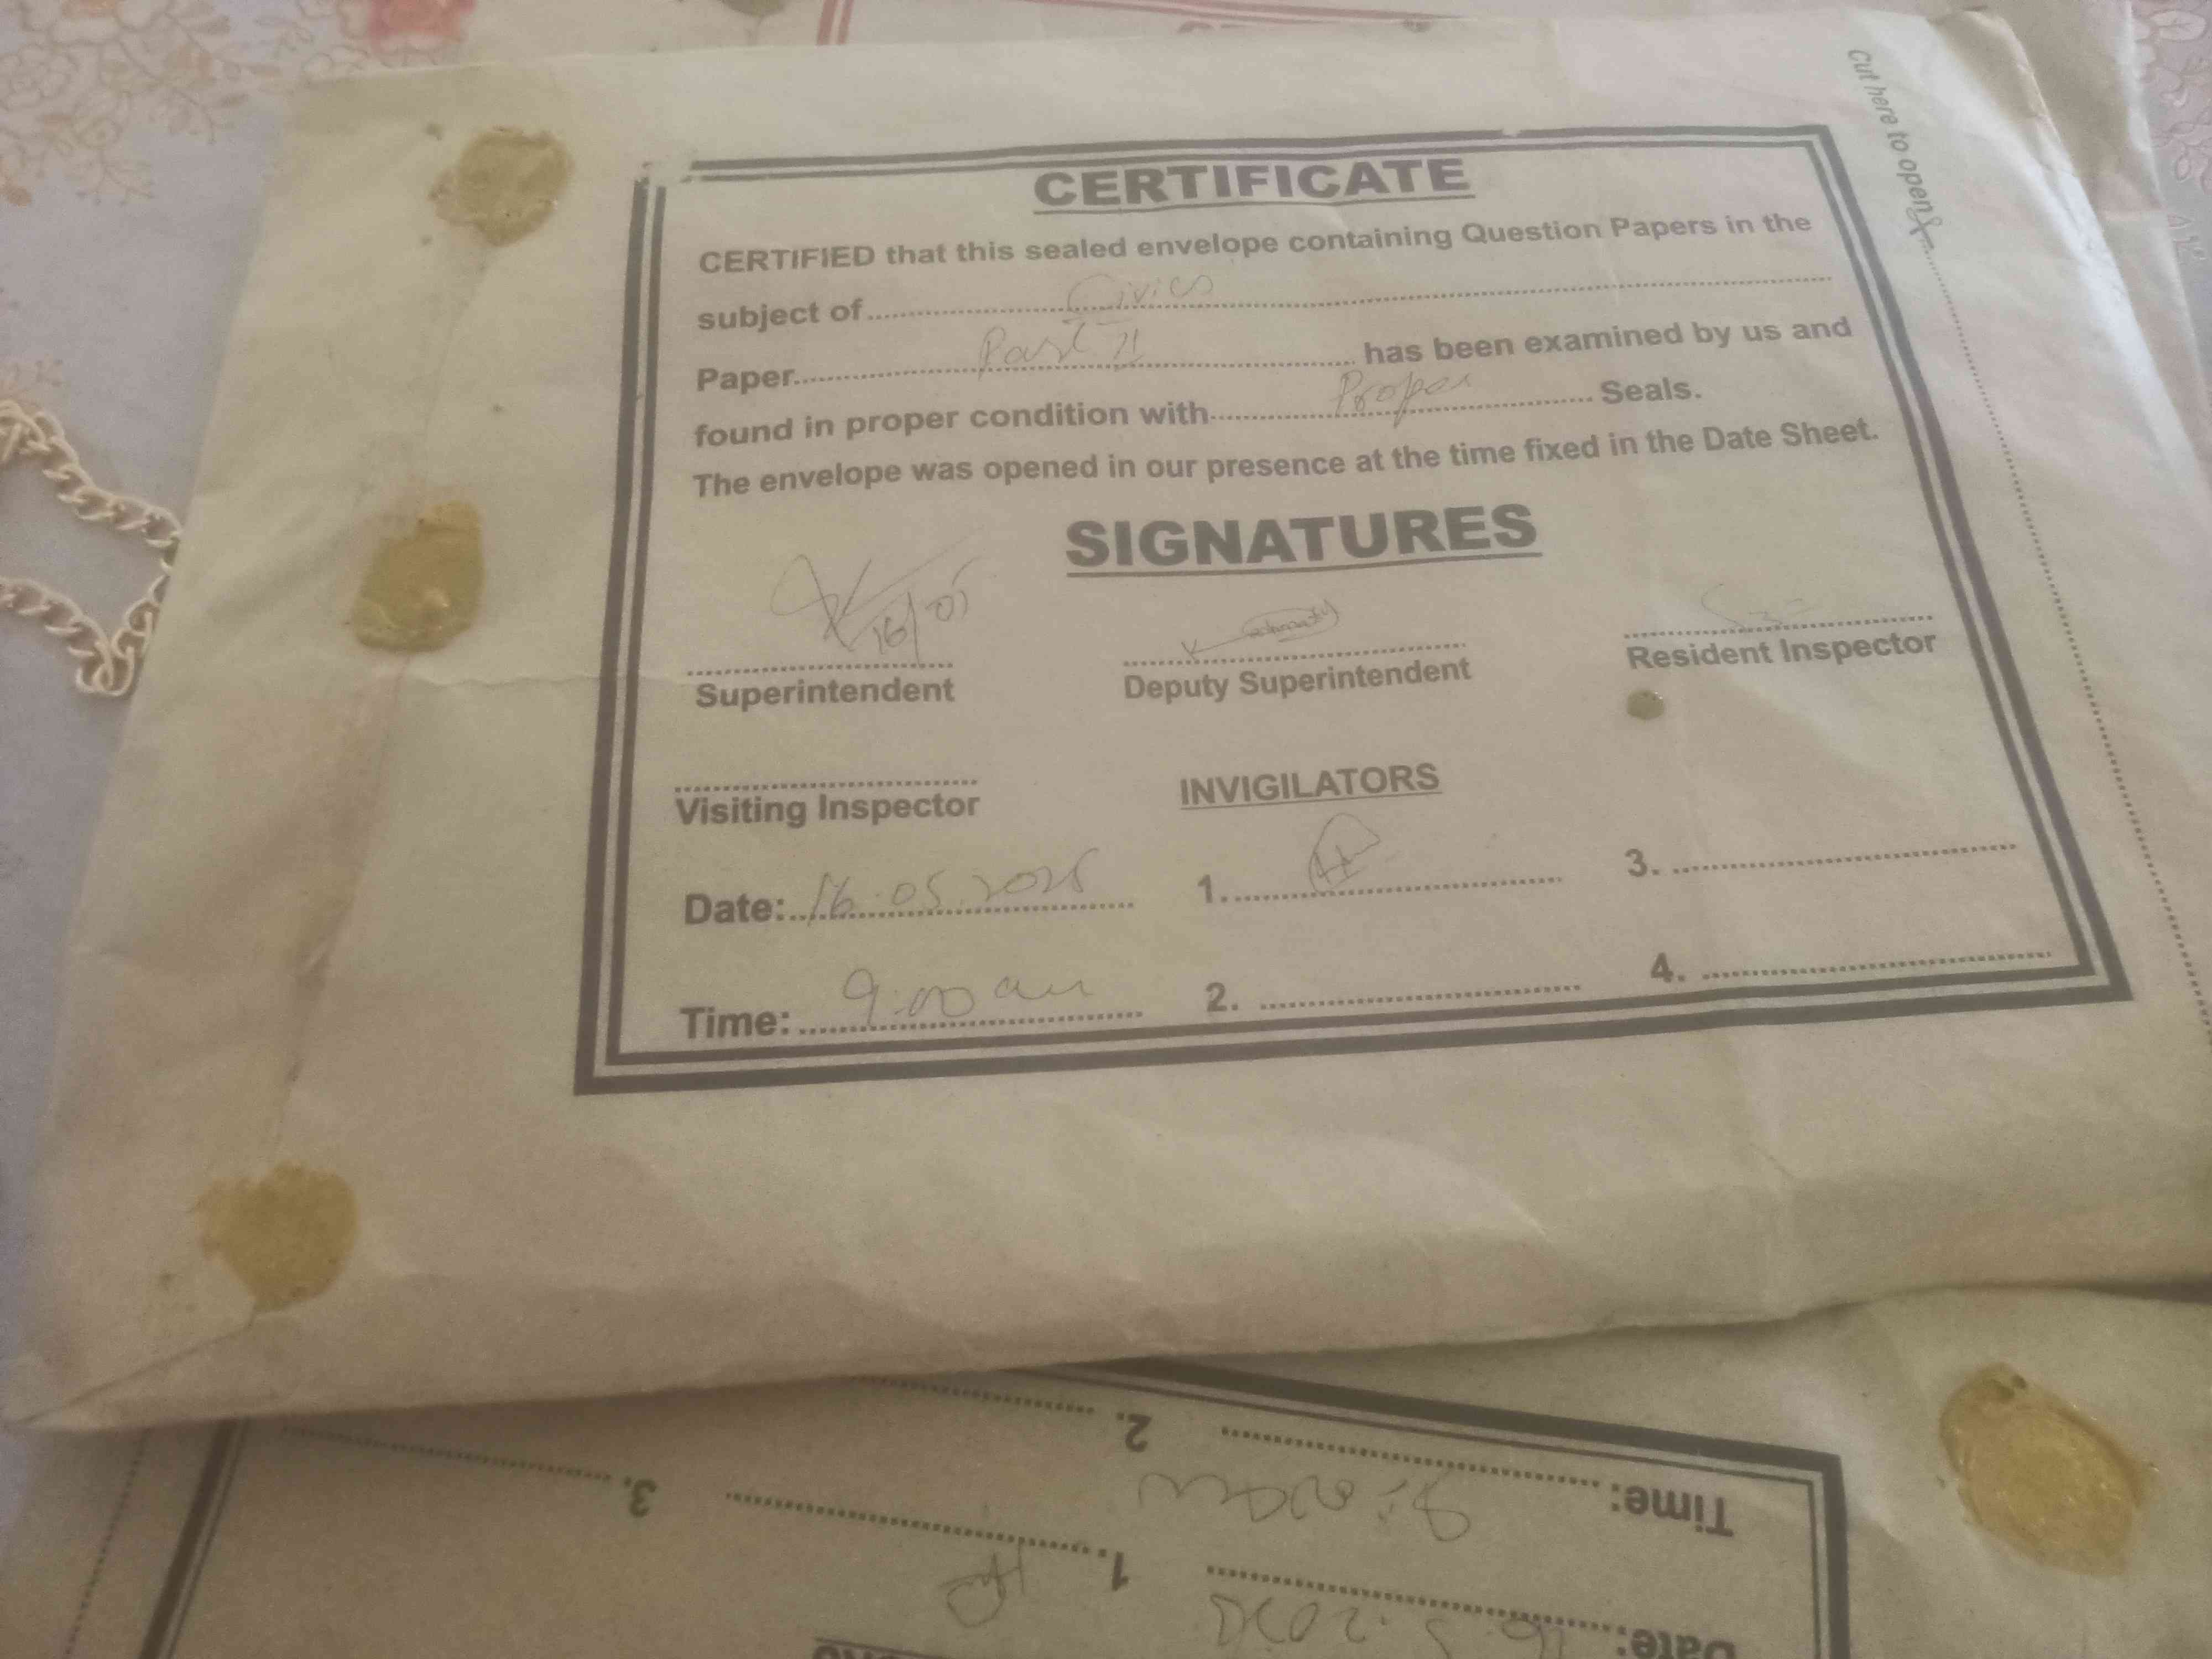 Cut here to open
CERTIFICATE
CERTIFIED that this sealed envelope containing Question Papers in the
subject of Civics
Paper Part II has been examined by us and
found in proper condition with Proper Seals.
The envelope was opened in our presence at the time fixed in the Date Sheet.
SIGNATURES
16/05
Superintendent
Deputy Superintendent
Resident Inspector
Visiting Inspector
INVIGILATORS
Date: 16.05.2025
1.
3.
Time: 9:00 am
2.
4.
Time:
2.
3.
1.
Date: